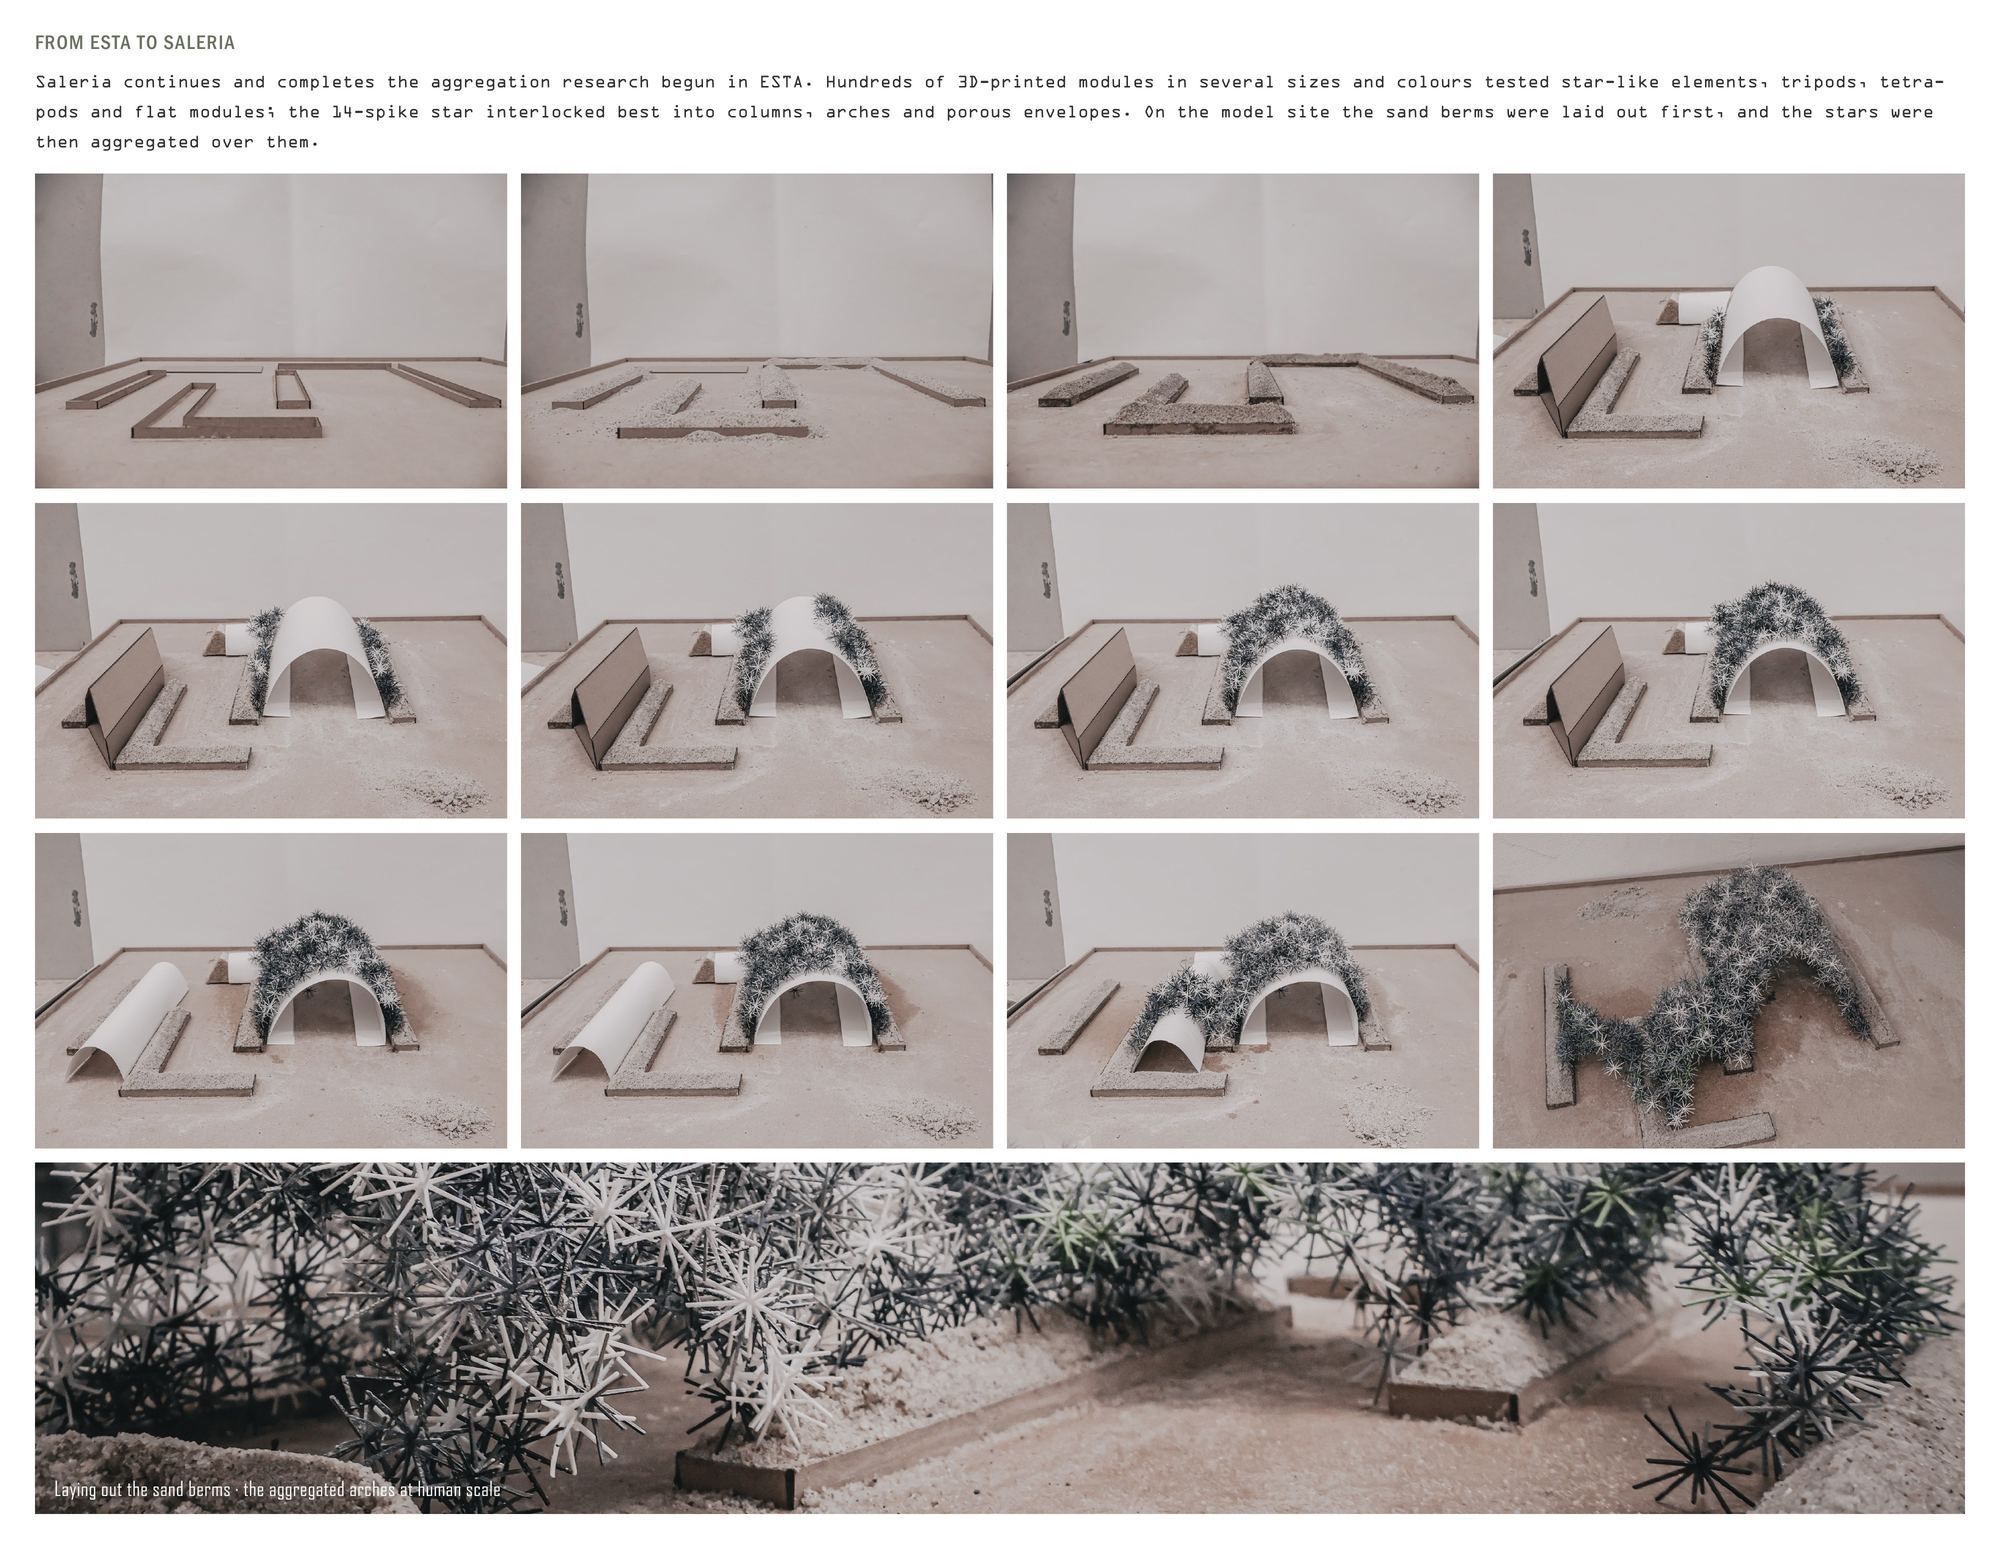 FROM ESTA TO SALERIA
Saleria continues and completes the aggregation research begun in ESTA. Hundreds of 3D-printed modules in several sizes and colours tested star-like elements, tripods, tetra-
pods and flat modules; the 14-spike star interlocked best into columns, arches and porous envelopes. On the model site the sand berms were laid out first, and the stars were
then aggregated over them.
Laying out the sand berms · the aggregated arches at human scale